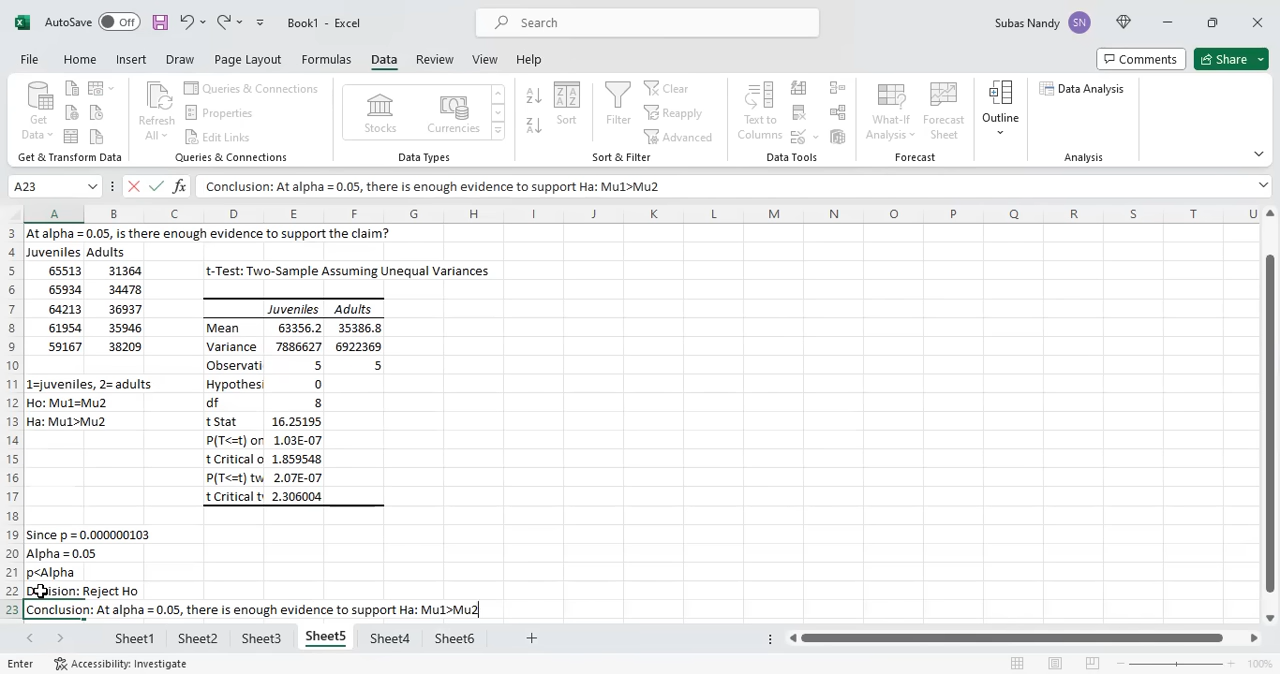 AutoSave Off Book1 - Excel Search Subas Nandy SN
File Home Insert Draw Page Layout Formulas Data Review View Help Comments Share
Get Data
Refresh All
Queries & Connections
Properties
Edit Links
Stocks Currencies
Sort
Filter
Clear
Reapply
Advanced
Text to Columns
What-If Analysis
Forecast Sheet
Outline
Data Analysis
Get & Transform Data Queries & Connections Data Types Sort & Filter Data Tools Forecast Analysis
A23 fx Conclusion: At alpha = 0.05, there is enough evidence to support Ha: Mu1>Mu2
A B C D E F G H I J K L M N O P Q R S T U
3 At alpha = 0.05, is there enough evidence to support the claim?
4 Juveniles Adults
5 65513 31364 t-Test: Two-Sample Assuming Unequal Variances
6 65934 34478
7 64213 36937 Juveniles Adults
8 61954 35946 Mean 63356.2 35386.8
9 59167 38209 Variance 7886627 6922369
10 Observati 5 5
11 1=juveniles, 2= adults Hypothesi 0
12 Ho: Mu1=Mu2 df 8
13 Ha: Mu1>Mu2 t Stat 16.25195
14 P(T<=t) on 1.03E-07
15 t Critical o 1.859548
16 P(T<=t) tw 2.07E-07
17 t Critical t 2.306004
18
19 Since p = 0.000000103
20 Alpha = 0.05
21 p<Alpha
22 Decision: Reject Ho
23 Conclusion: At alpha = 0.05, there is enough evidence to support Ha: Mu1>Mu2
Sheet1 Sheet2 Sheet3 Sheet5 Sheet4 Sheet6
Enter Accessibility: Investigate 100%